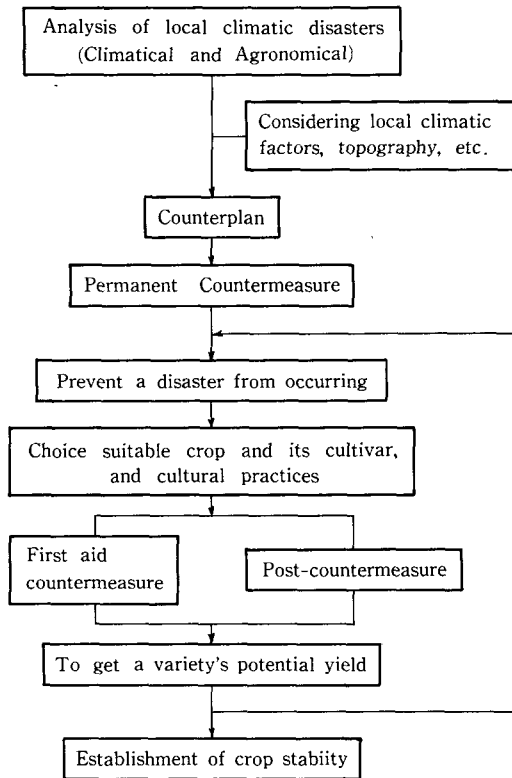 Analysis of local climatic disasters
(Climatical and Agronomical)
Considering local climatic
factors, topography, etc.
Counterplan
Permanent Countermeasure
Prevent a disaster from occurring
Choice suitable crop and its cultivar,
and cultural practices
First aid
countermeasure
Post-countermeasure
To get a variety's potential yield
Establishment of crop stabiity